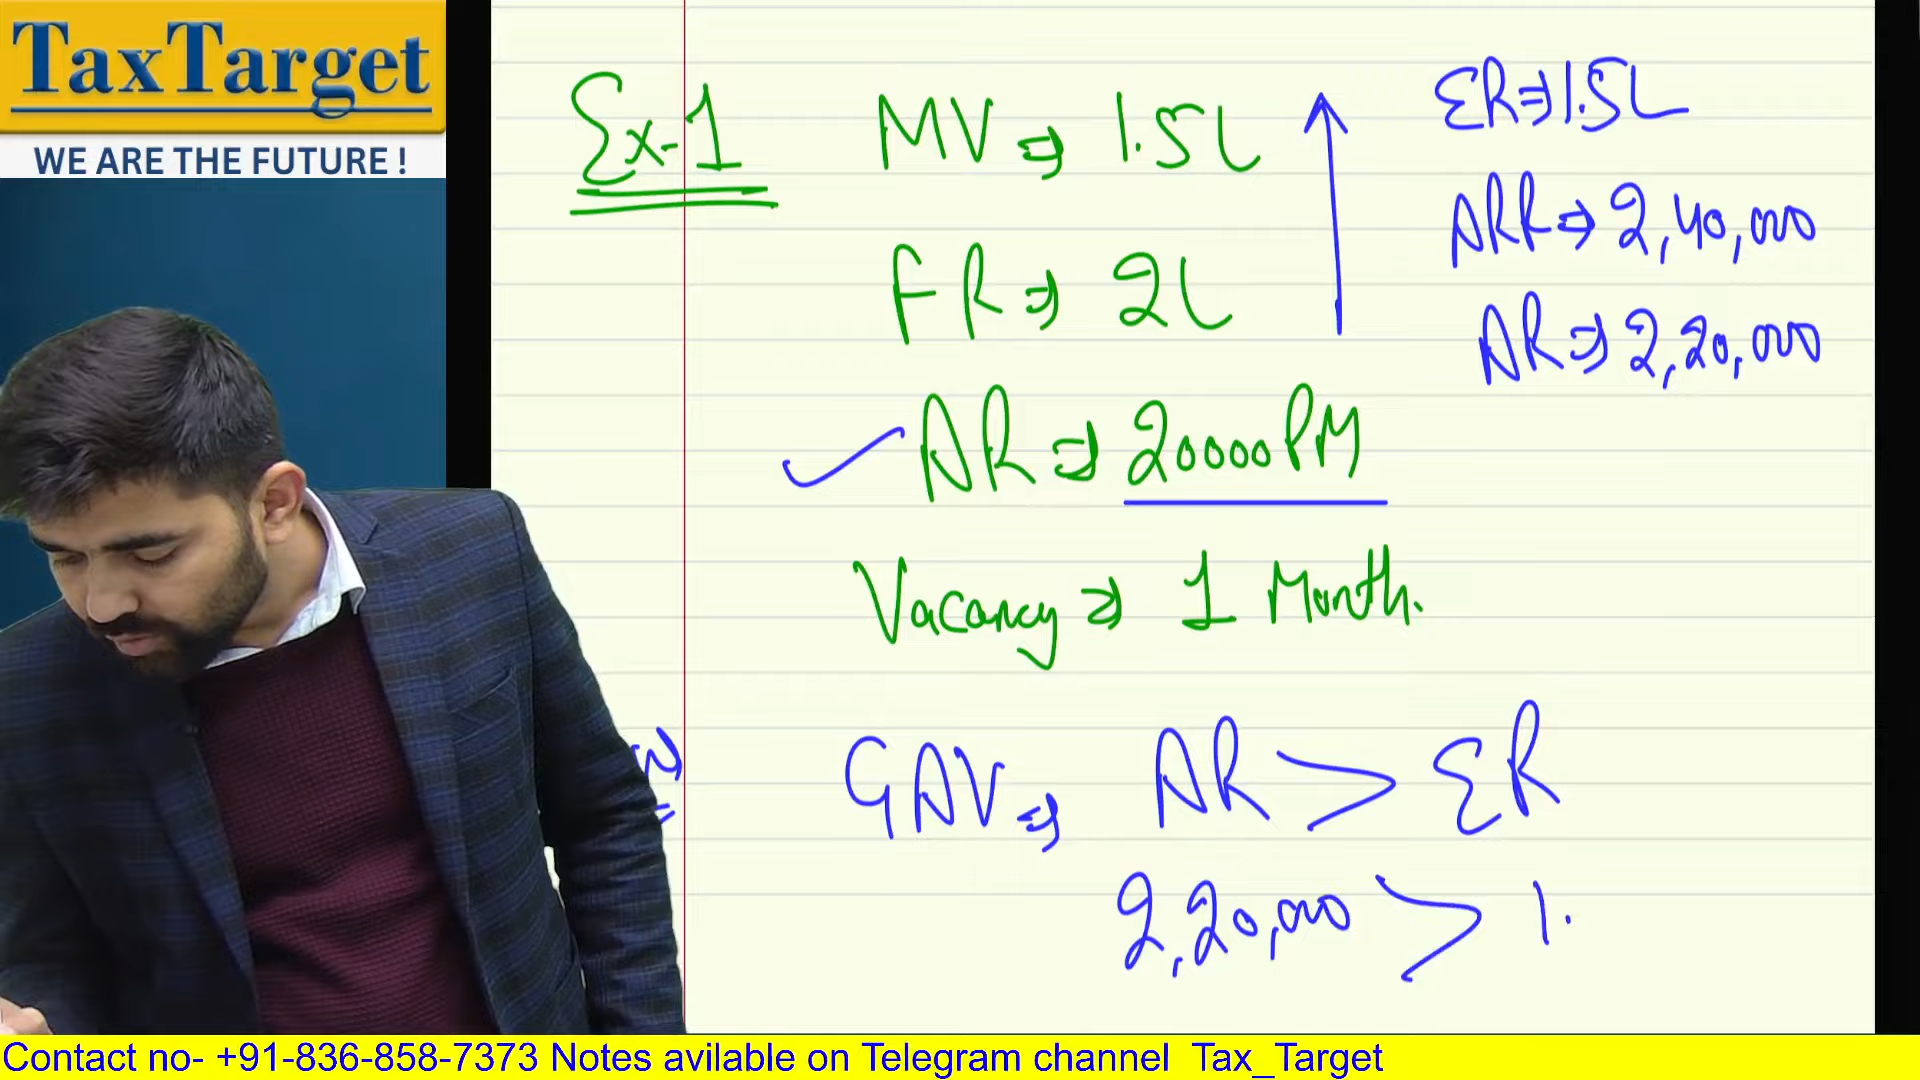 TaxTarget
WE ARE THE FUTURE !
Ex-1
MV ⇒ 1.5L
FR ⇒ 2L
AR ⇒ 20000PM
Vacancy ⇒ 1 Month.
ER ⇒ 1.5L
ARR ⇒ 2,40,000
AR ⇒ 2,20,000
GAV ⇒ AR > ER
2,20,000 > 1.
Contact no- +91-836-858-7373 Notes avilable on Telegram channel Tax_Target